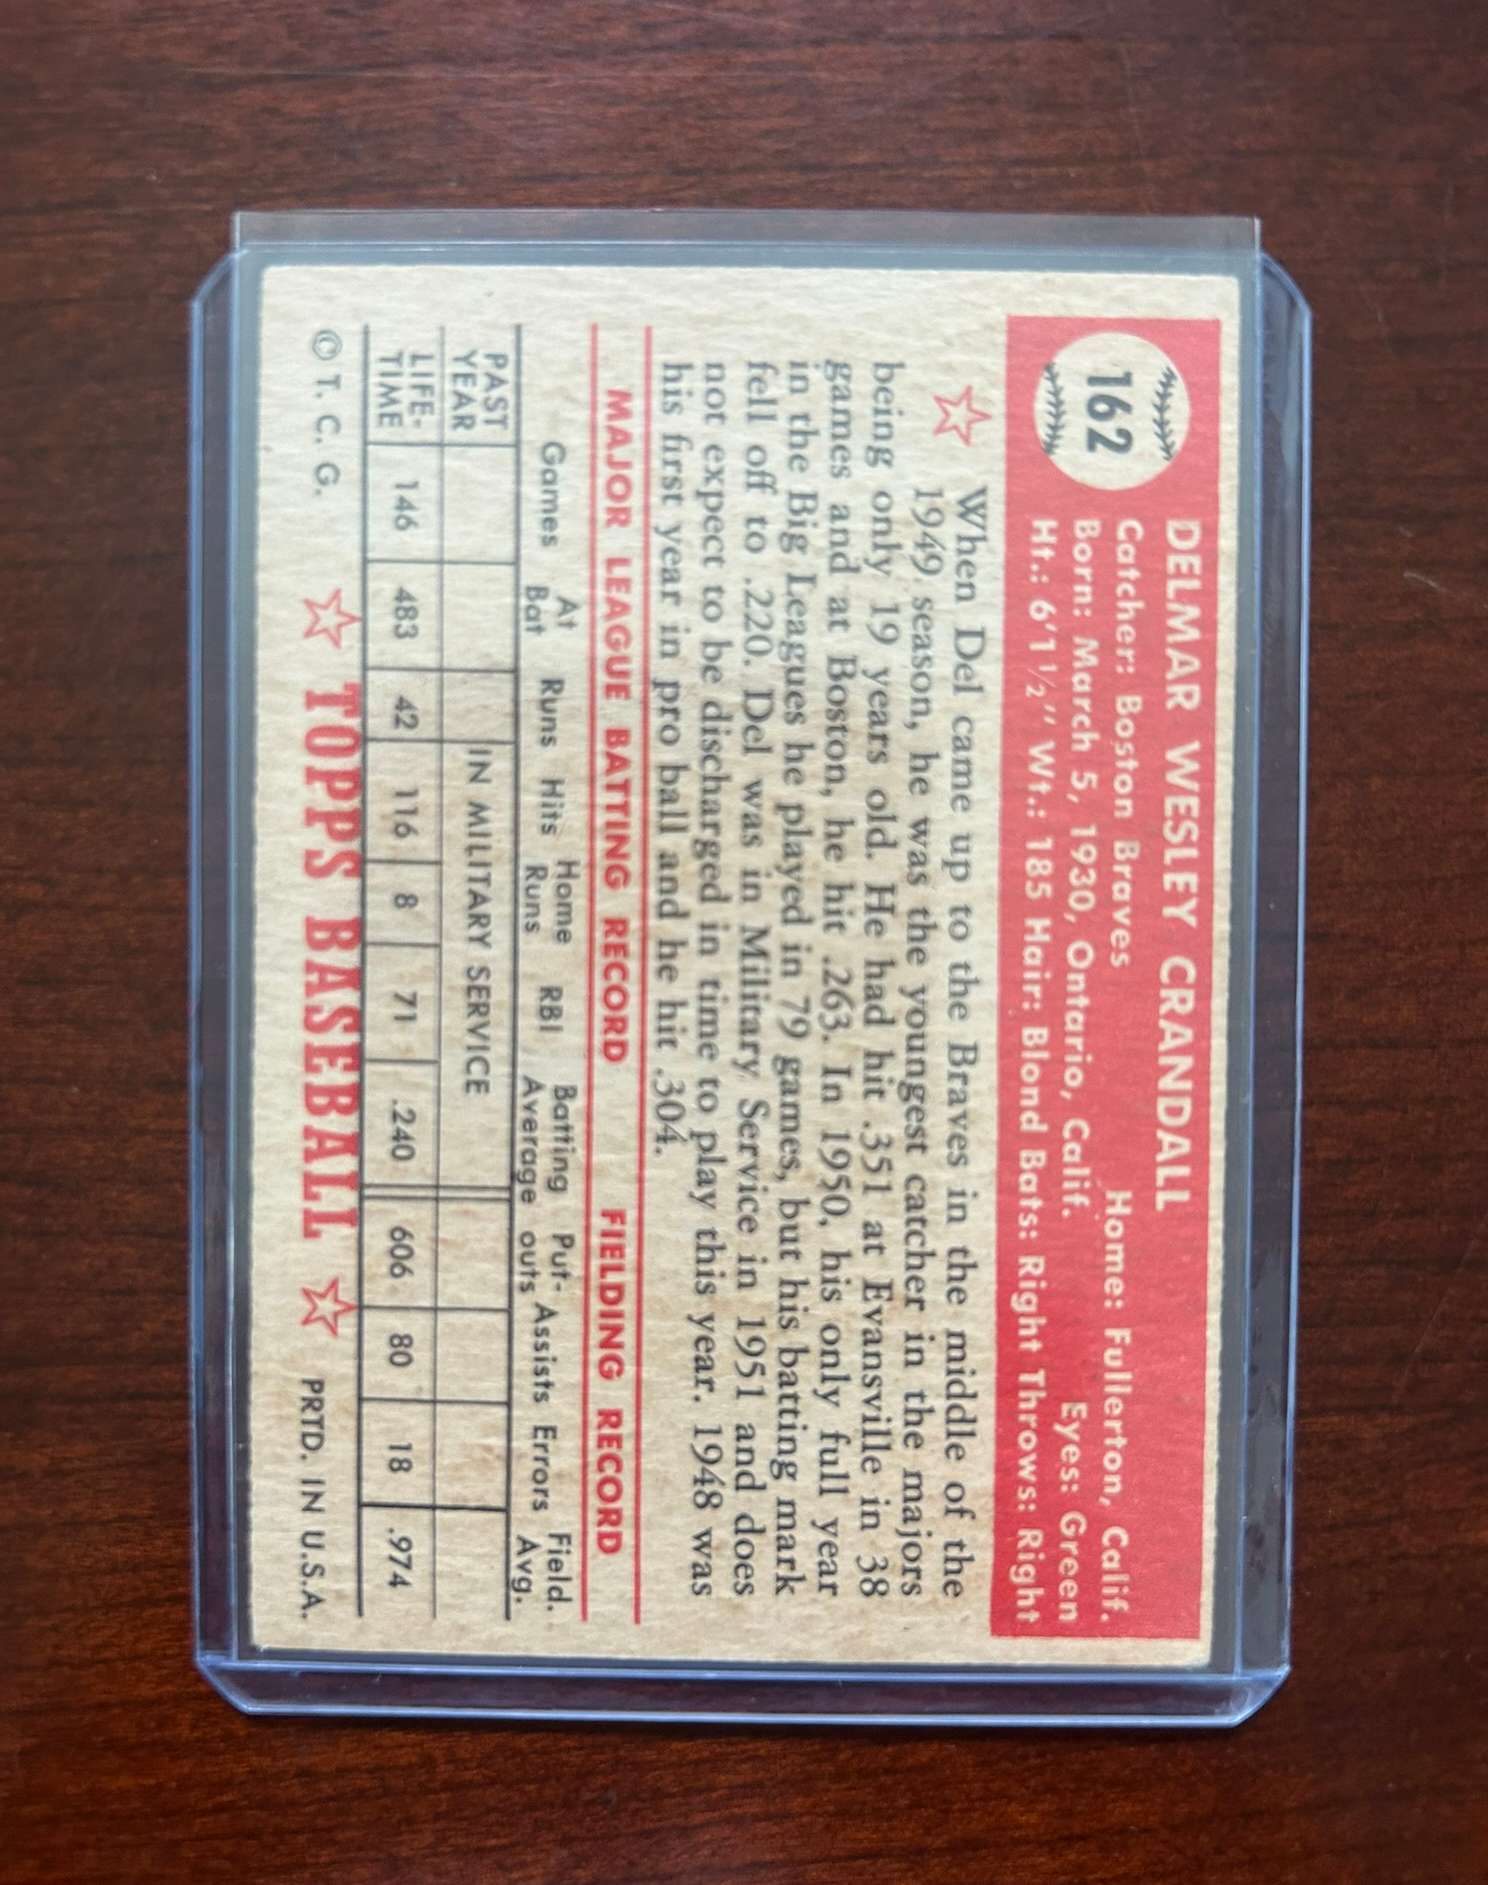 162
DELMAR WESLEY CRANDALL
Catcher: Boston Braves Home: Fullerton, Calif.
Born: March 5, 1930, Ontario, Calif. Eyes: Green
Ht.: 6'1½" Wt.: 185 Hair: Blond Bats: Right Throws: Right
When Del came up to the Braves in the middle of the
1949 season, he was the youngest catcher in the majors
being only 19 years old. He had hit .351 at Evansville in 38
games and at Boston, he hit .263. In 1950, his only full year
in the Big Leagues he played in 79 games, but his batting mark
fell off to .220. Del was in Military Service in 1951 and does
not expect to be discharged in time to play this year. 1948 was
his first year in pro ball and he hit .304.
MAJOR LEAGUE BATTING RECORD FIELDING RECORD
Games At Bat Runs Hits Home Runs RBI Batting Average Put-outs Assists Errors Field. Avg.
PAST YEAR IN MILITARY SERVICE
LIFE-TIME 146 483 42 116 8 71 .240 606 80 18 .974
© T. C. G. ☆ TOPPS BASEBALL ☆ PRTD. IN U.S.A.